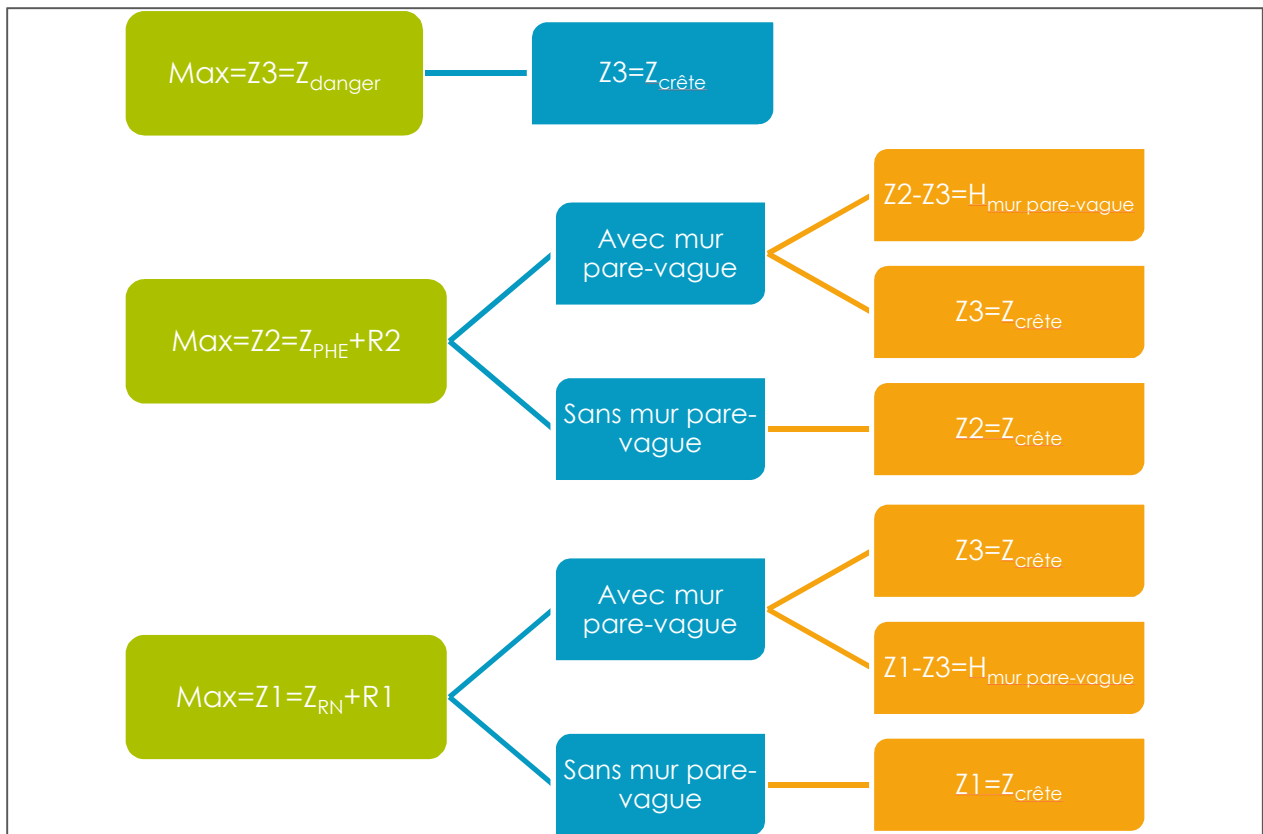 Max=Z3=Zdanger
Z3=Zcrête
Z2-Z3=Hmur pare-vague
Avec mur
pare-vague
Z3=Zcrête
Max=Z2=ZPHE+R2
Sans mur pare-
vague
Z2=Zcrête
Z3=Zcrête
Avec mur
pare-vague
Z1-Z3=Hmur pare-vague
Max=Z1=ZRN+R1
Sans mur pare-
vague
Z1=Zcrête